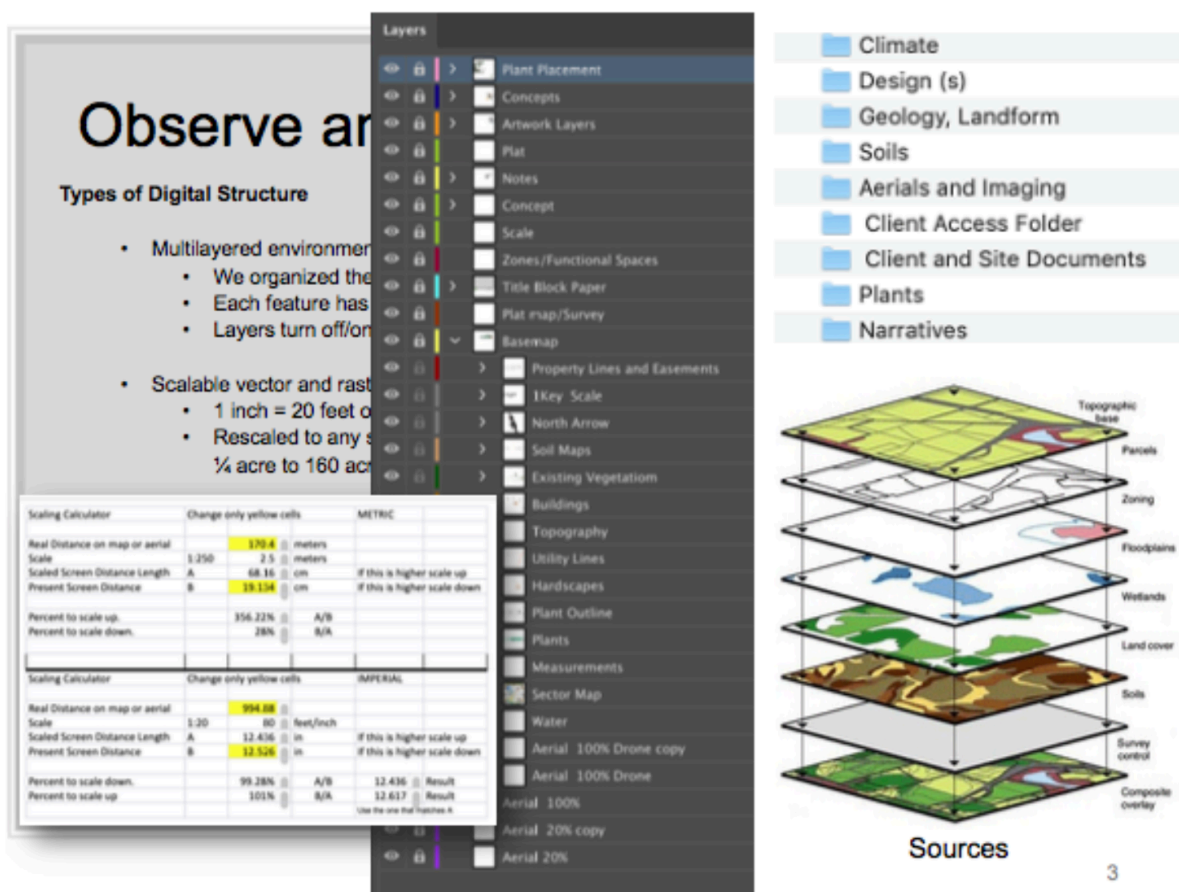 Observe ar
Types of Digital Structure
• Multilayered environmen
• We organized the
• Each feature has
• Layers turn off/on
• Scalable vector and rast
• 1 inch = 20 feet o
• Rescaled to any s
¼ acre to 160 acr
Scaling Calculator Change only yellow cells METRIC
Real Distance on map or aerial 170.4 meters
Scale 1:250 2.5 meters
Scaled Screen Distance Length A 68.16 cm If this is higher scale up
Present Screen Distance B 19.134 cm If this is higher scale down
Percent to scale up. 356.22% A/B
Percent to scale down. 28% B/A
Scaling Calculator Change only yellow cells IMPERIAL
Real Distance on map or aerial 994.88
Scale 1:20 80 feet/inch
Scaled Screen Distance Length A 12.436 in If this is higher scale up
Present Screen Distance B 12.526 in If this is higher scale down
Percent to scale down. 99.28% A/B 12.436 Result
Percent to scale up 101% B/A 12.617 Result
Use the one that matches A
Layers
Plant Placement
Concepts
Artwork Layers
Plat
Notes
Concept
Scale
Zones/Functional Spaces
Title Block Paper
Plat map/Survey
Basemap
Property Lines and Easements
1Key Scale
North Arrow
Soil Maps
Existing Vegetatiom
Buildings
Topography
Utility Lines
Hardscapes
Plant Outline
Plants
Measurements
Sector Map
Water
Aerial 100% Drone copy
Aerial 100% Drone
Aerial 100%
Aerial 20% copy
Aerial 20%
Climate
Design (s)
Geology, Landform
Soils
Aerials and Imaging
Client Access Folder
Client and Site Documents
Plants
Narratives
Topographic
base
Parcels
Zoning
Floodplains
Wetlands
Land cover
Soils
Survey
control
Composite
overlay
Sources
3